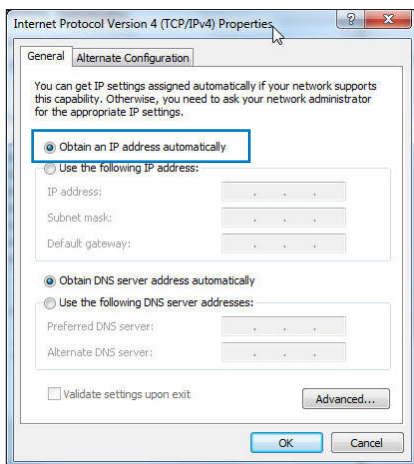 Internet Protocol Version 4 (TCP/IPv4) Properties
General
Alternate Configuration
You can get IP settings assigned automatically if your network supports
this capability. Otherwise, you need to ask your network administrator
for the appropriate IP settings.
Obtain an IP address automatically
Use the following IP address:
IP address:
Subnet mask:
Default gateway:
Obtain DNS server address automatically
Use the following DNS server addresses:
Preferred DNS server:
Alternate DNS server:
Validate settings upon exit
Advanced...
OK
Cancel